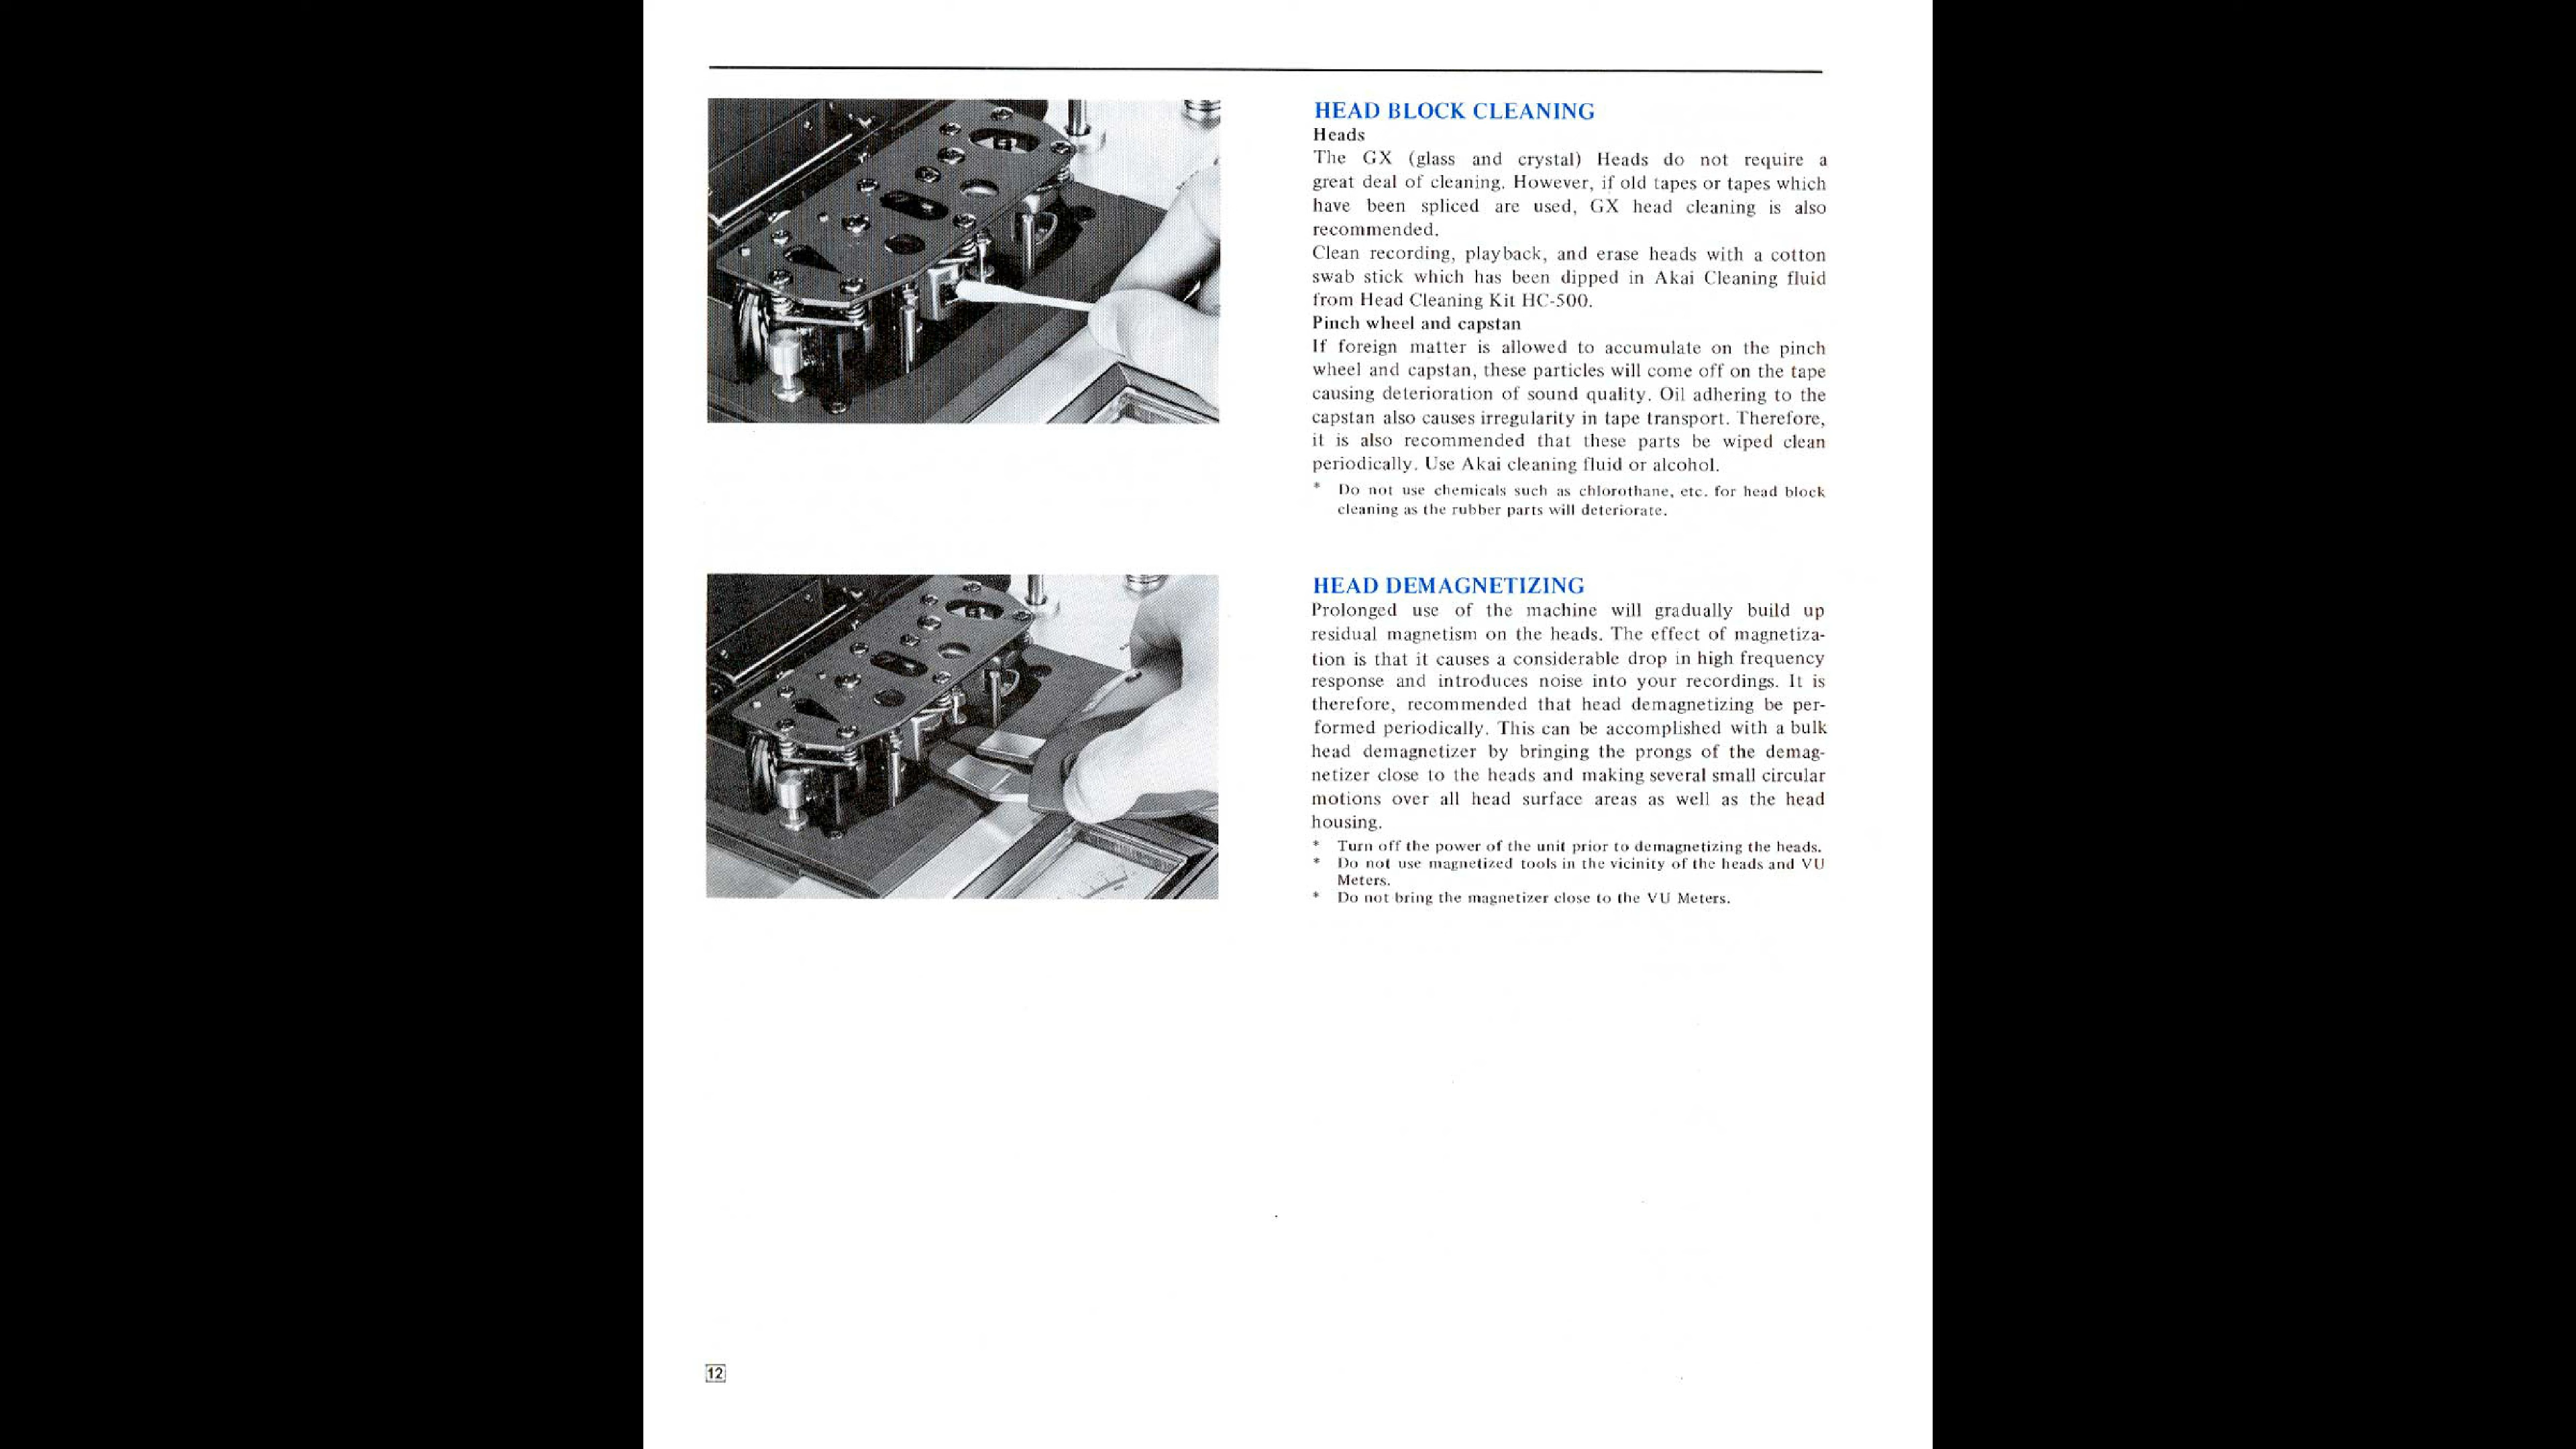 HEAD BLOCK CLEANING
Heads
The GX (glass and crystal) Heads do not require a
great deal of cleaning. However, if old tapes or tapes which
have been spliced are used, GX head cleaning is also
recommended.
Clean recording, playback, and erase heads with a cotton
swab stick which has been dipped in Akai Cleaning fluid
from Head Cleaning Kit HC-500.
Pinch wheel and capstan
If foreign matter is allowed to accumulate on the pinch
wheel and capstan, these particles will come off on the tape
causing deterioration of sound quality. Oil adhering to the
capstan also causes irregularity in tape transport. Therefore,
it is also recommended that these parts be wiped clean
periodically. Use Akai cleaning fluid or alcohol.
* Do not use chemicals such as chlorothane, etc. for head block
cleaning as the rubber parts will deteriorate.
HEAD DEMAGNETIZING
Prolonged use of the machine will gradually build up
residual magnetism on the heads. The effect of magnetiza-
tion is that it causes a considerable drop in high frequency
response and introduces noise into your recordings. It is
therefore, recommended that head demagnetizing be per-
formed periodically. This can be accomplished with a bulk
head demagnetizer by bringing the prongs of the demag-
netizer close to the heads and making several small circular
motions over all head surface areas as well as the head
housing.
* Turn off the power of the unit prior to demagnetizing the heads.
* Do not use magnetized tools in the vicinity of the heads and VU
Meters.
* Do not bring the magnetizer close to the VU Meters.
12